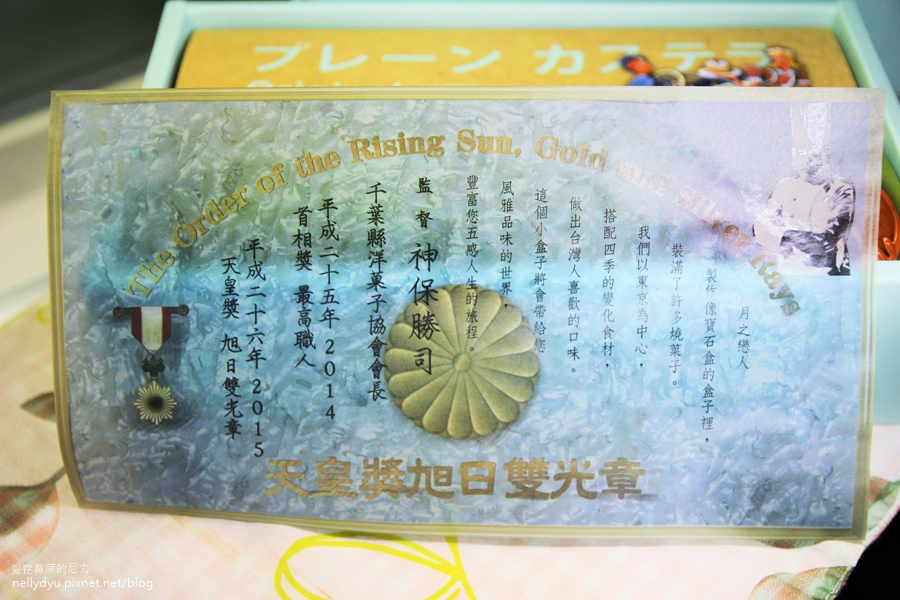 プレーン カステラ
The Order of the Rising Sun, Gold and Silver Rays
月之戀人
製作像寶石盒的盒子裡，
裝滿了許多燒菓子。
我們以東京為中心，
搭配四季的變化食材，
做出台灣人喜歡的口味。
這個小盒子將會帶給您
風雅品味的世界，
豐富您五感人生的旅程。
監督 神保勝司
千葉縣洋菓子協會會長
平成二十五年 2014
首相獎 最高職人
平成二十六年 2015
天皇獎 旭日雙光章
天皇獎旭日雙光章
愛挖鼻屎的尼力
nellydyu.pixnet.net/blog